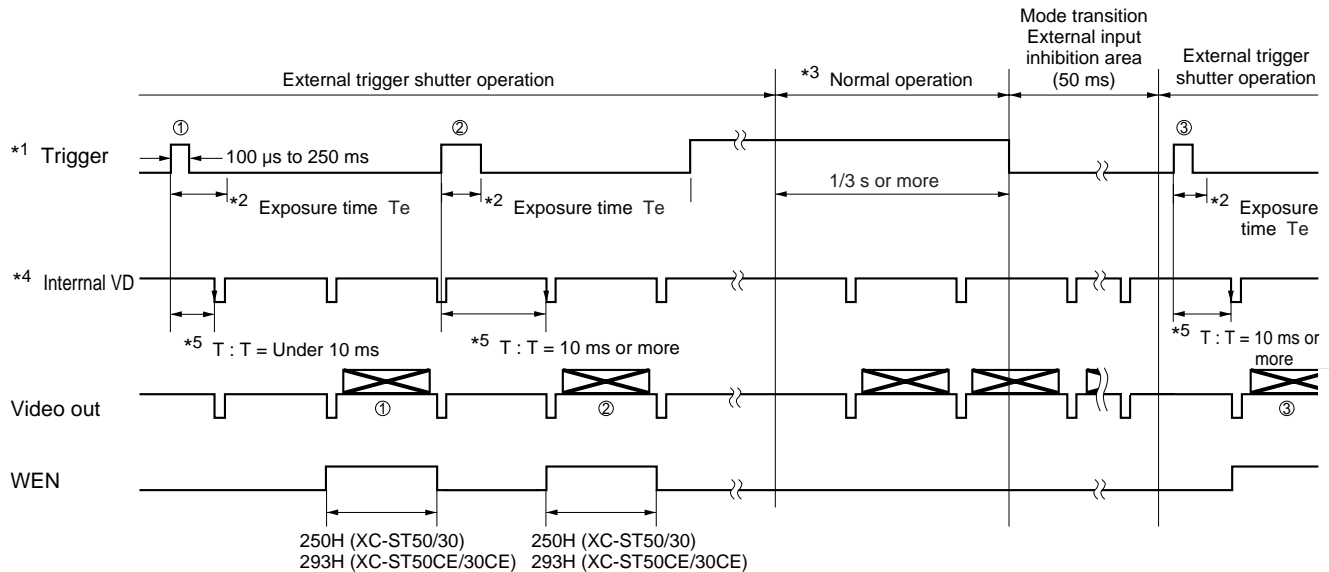 Mode transition
External input
inhibition area
(50 ms)
External trigger
shutter operation
External trigger shutter operation
*3 Normal operation
① ② ③
*1 Trigger
100 µs to 250 ms
1/3 s or more
*2 Exposure time Te
*2 Exposure time Te
*2 Exposure
time Te
*4 Interrnal VD
*5 T : T = Under 10 ms
*5 T : T = 10 ms or more
*5 T : T = 10 ms or
more
Video out
① ② ③
WEN
250H (XC-ST50/30)
293H (XC-ST50CE/30CE)
250H (XC-ST50/30)
293H (XC-ST50CE/30CE)